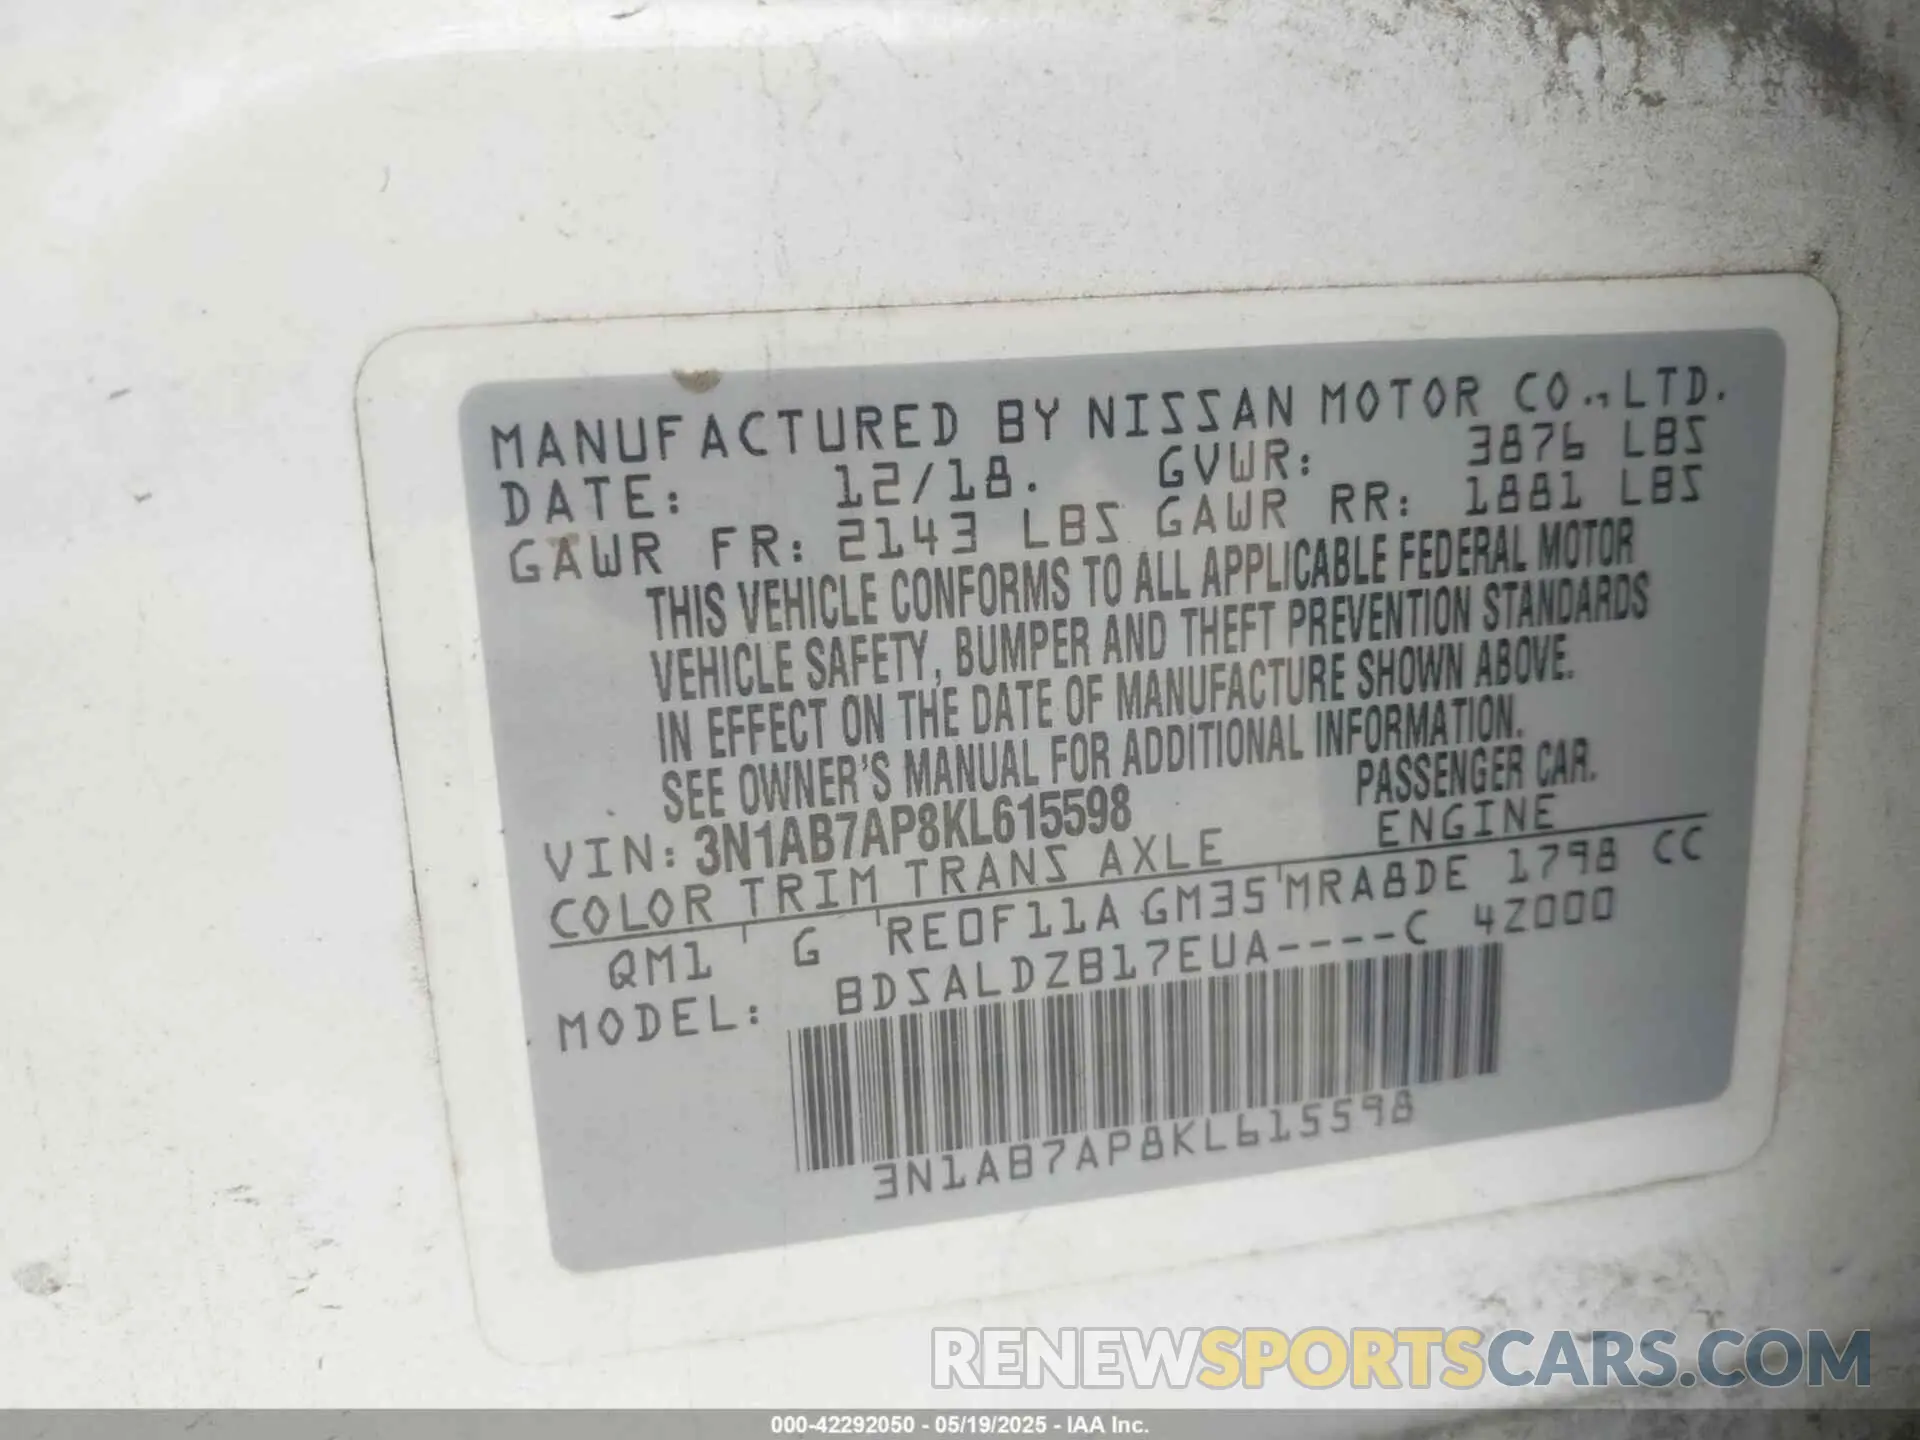 MANUFACTURED BY NISSAN MOTOR CO.,LTD.
DATE: 12/18. GVWR: 3876 LBS
GAWR FR: 2143 LBS GAWR RR: 1881 LBS
THIS VEHICLE CONFORMS TO ALL APPLICABLE FEDERAL MOTOR
VEHICLE SAFETY, BUMPER AND THEFT PREVENTION STANDARDS
IN EFFECT ON THE DATE OF MANUFACTURE SHOWN ABOVE.
SEE OWNER'S MANUAL FOR ADDITIONAL INFORMATION.
PASSENGER CAR.
VIN: 3N1AB7AP8KL615598
COLOR TRIM TRANS AXLE ENGINE
QM1 G RE0F11A GM35 MRA8DE 1798 CC
MODEL: BDSALDZB17EUA----C 4Z000
3N1AB7AP8KL615598
RENEWSPORTSCARS.COM
000-42292050 - 05/19/2025 - IAA Inc.